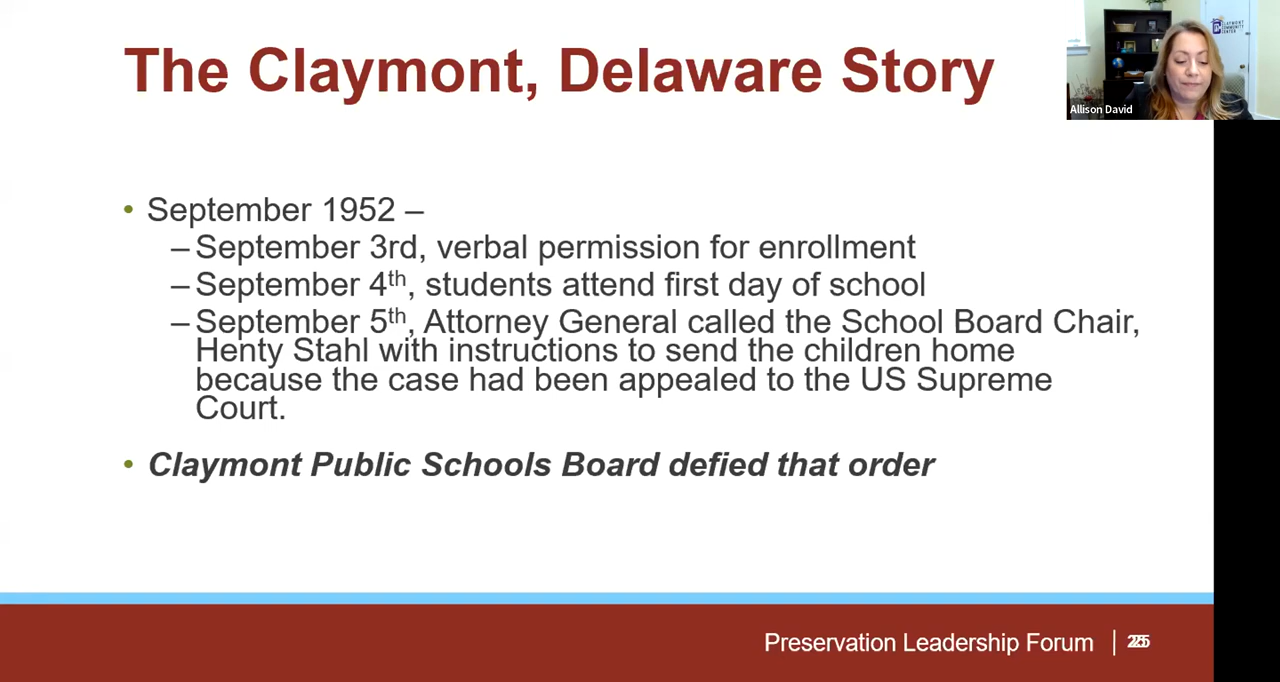 The Claymont, Delaware Story
CLAYMONT
COMMUNITY
CENTER
Allison David
• September 1952 –
– September 3rd, verbal permission for enrollment
– September 4th, students attend first day of school
– September 5th, Attorney General called the School Board Chair,
Henty Stahl with instructions to send the children home
because the case had been appealed to the US Supreme
Court.
• Claymont Public Schools Board defied that order
Preservation Leadership Forum